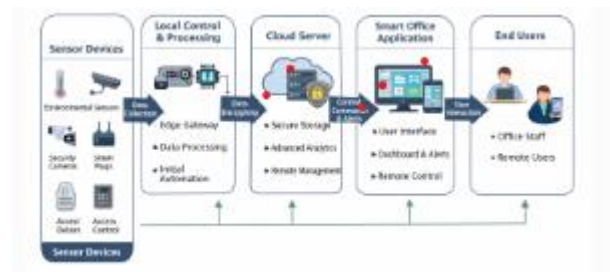 Sensor Devices
Environmental Sensors
Security
Cameras
Smart
Plugs
Access
Access
Control
Sensor Devices
Data
Collection
Local Control
& Processing
Edge Gateway
Data Processing
Initial
Automation
Data
Encryption
Cloud Server
Secure Storage
Advanced Analytics
Remote Management
Control
Commands
& Alerts
Smart Office
Application
User Interface
Dashboard & Alerts
Remote Control
User
Interaction
End Users
Office Staff
Remote Users